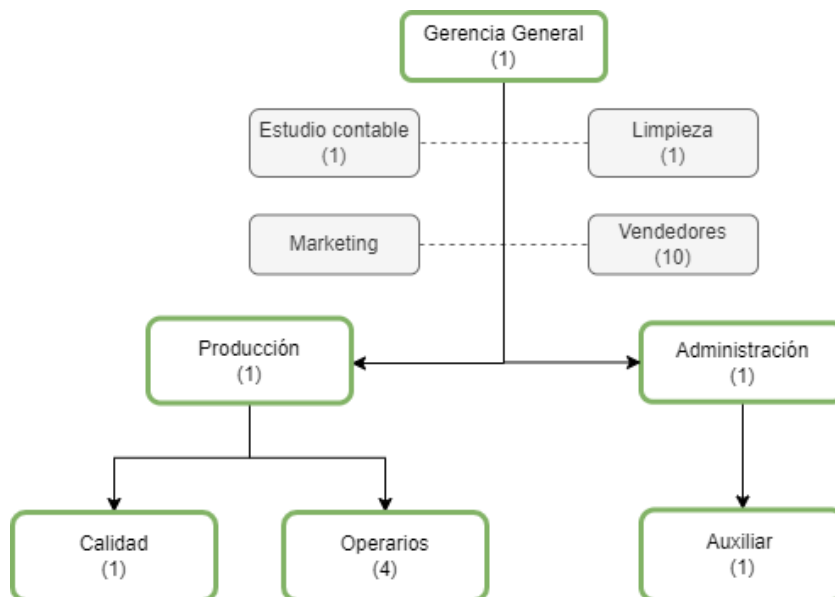 Gerencia General
(1)
Estudio contable
(1)
Limpieza
(1)
Marketing
Vendedores
(10)
Producción
(1)
Administración
(1)
Calidad
(1)
Operarios
(4)
Auxiliar
(1)